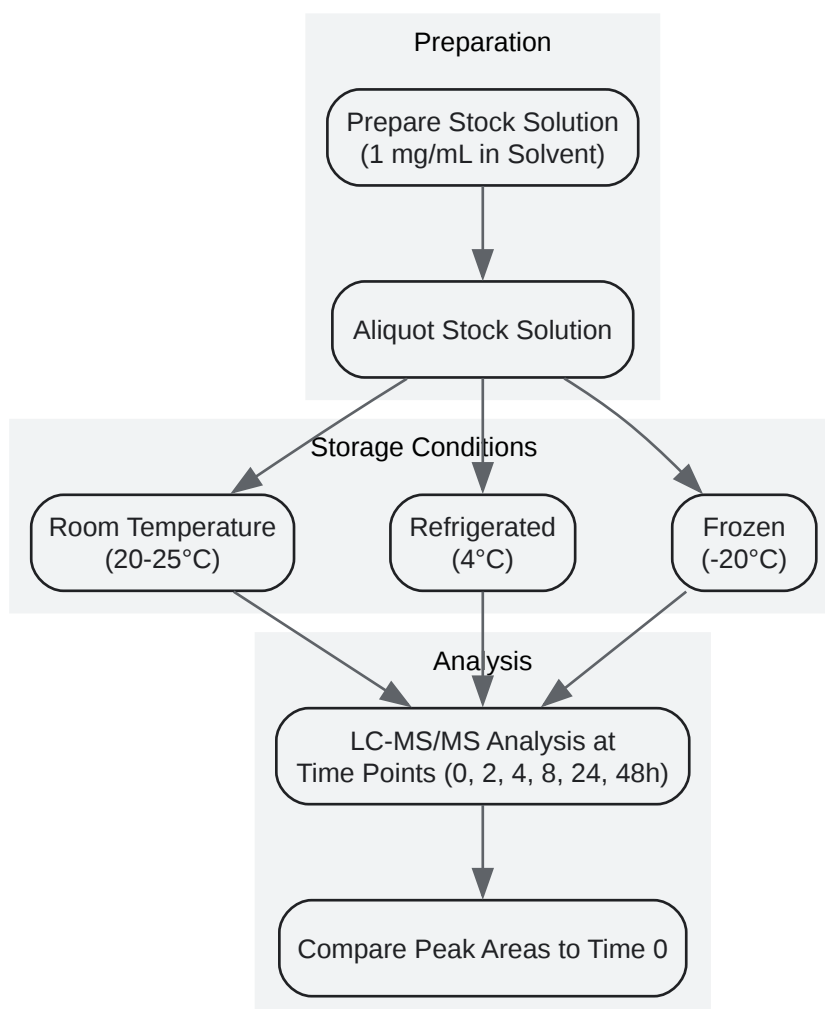 Preparation
Prepare Stock Solution
(1 mg/mL in Solvent)
Aliquot Stock Solution
Storage Conditions
Room Temperature
(20-25°C)
Refrigerated
(4°C)
Frozen
(-20°C)
Analysis
LC-MS/MS Analysis at
Time Points (0, 2, 4, 8, 24, 48h)
Compare Peak Areas to Time 0